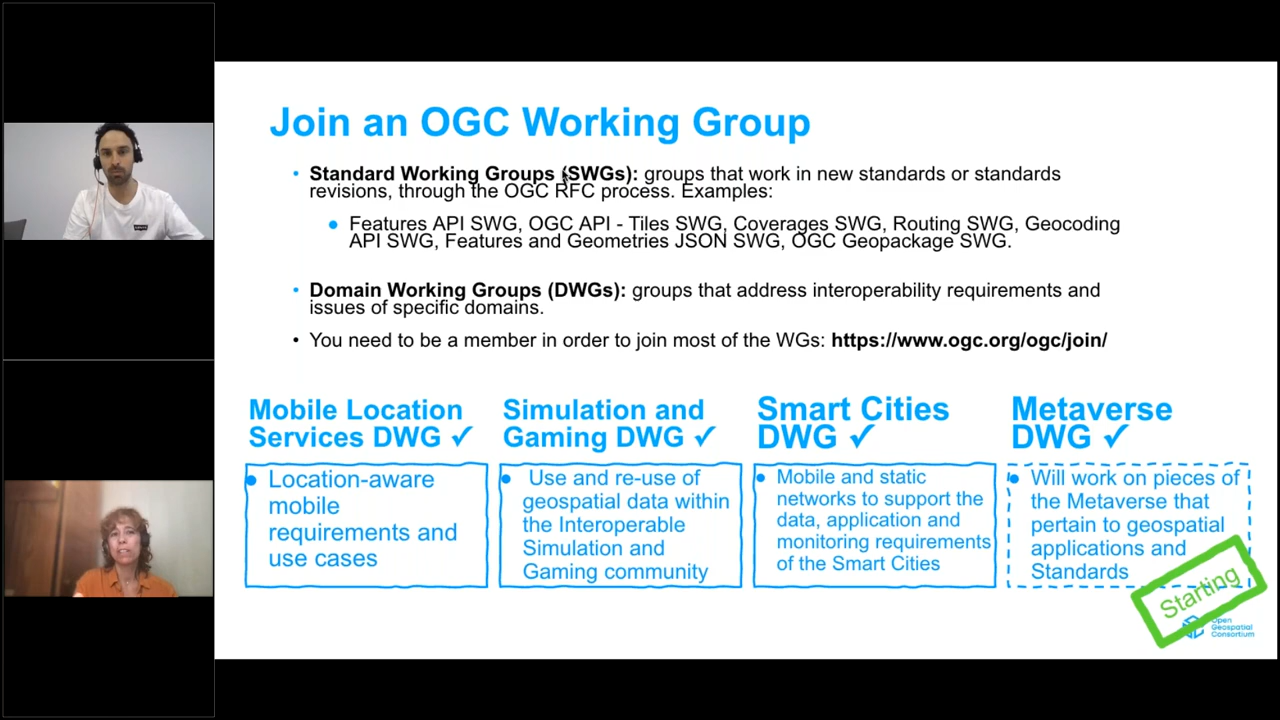 Join an OGC Working Group
• Standard Working Groups (SWGs): groups that work in new standards or standards
revisions, through the OGC RFC process. Examples:
• Features API SWG, OGC API - Tiles SWG, Coverages SWG, Routing SWG, Geocoding
API SWG, Features and Geometries JSON SWG, OGC Geopackage SWG.
• Domain Working Groups (DWGs): groups that address interoperability requirements and
issues of specific domains.
• You need to be a member in order to join most of the WGs: https://www.ogc.org/ogc/join/
Mobile Location
Services DWG ✓
• Location-aware
mobile
requirements and
use cases
Simulation and
Gaming DWG ✓
• Use and re-use of
geospatial data within
the Interoperable
Simulation and
Gaming community
Smart Cities
DWG ✓
• Mobile and static
networks to support the
data, application and
monitoring requirements
of the Smart Cities
Metaverse
DWG ✓
• Will work on pieces of
the Metaverse that
pertain to geospatial
applications and
Standards
Starting
Open
Geospatial
Consortium